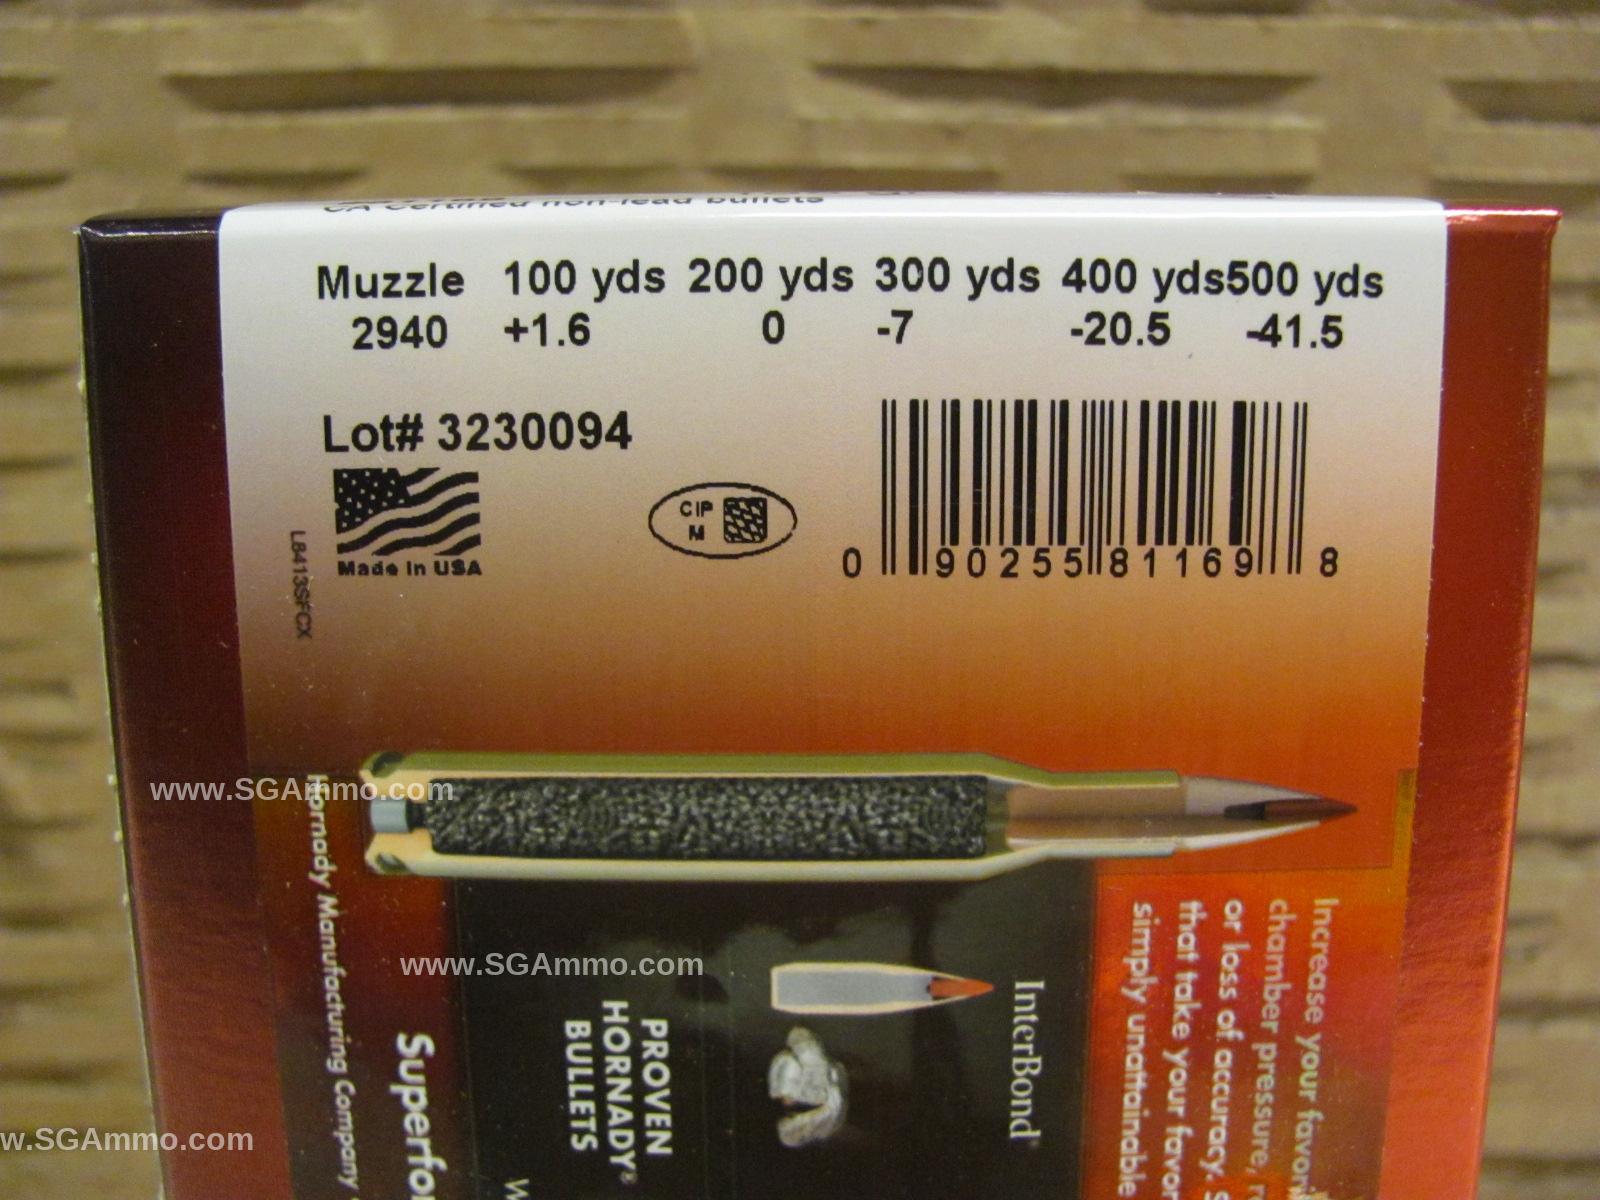 CA Certified non-lead bullets
Muzzle 100 yds 200 yds 300 yds 400 yds500 yds
2940 +1.6 0 -7 -20.5 -41.5
Lot# 3230094
Made in USA
L8413SFCX
CIP
M
0 90255 81169 8
www.SGAmmo.com
www.SGAmmo.com
w.SGAmmo.com
Increase your favori
chamber pressure, r
or loss of accuracy. S
that take your favor
simply unattainable
InterBond®
PROVEN
HORNADY®
BULLETS
Superfo
Hornady Manufacturing Company